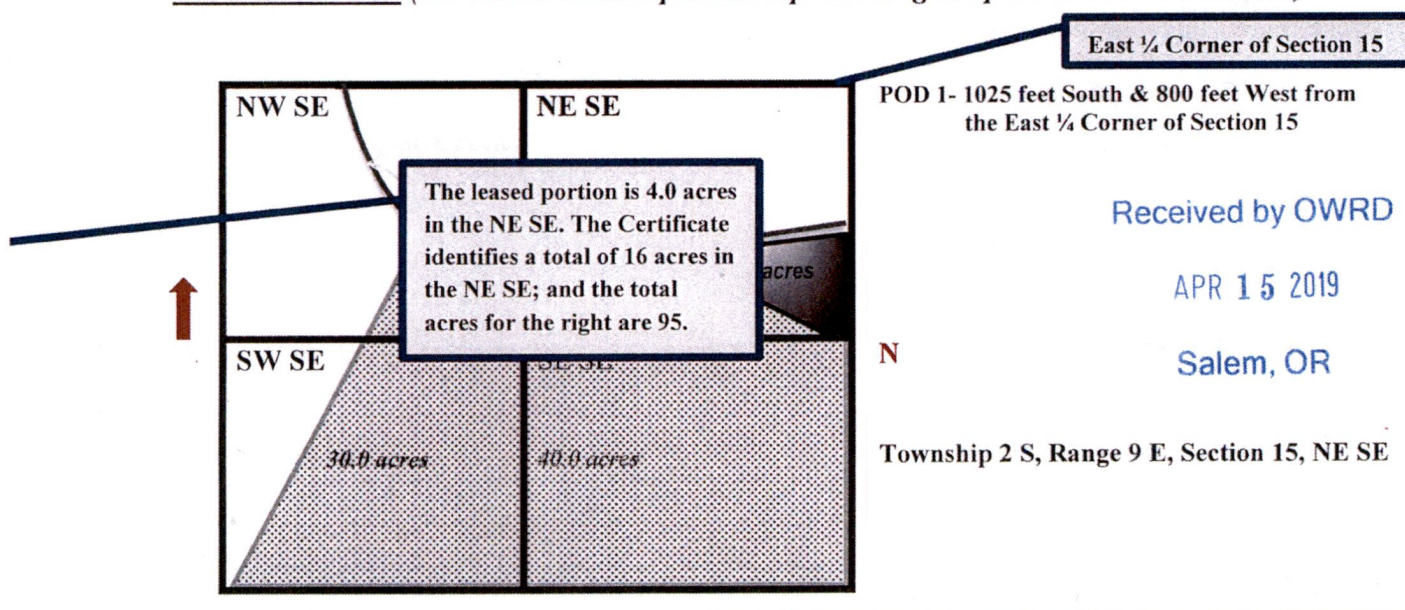 East ¼ Corner of Section 15
NW SE
NE SE
POD 1- 1025 feet South & 800 feet West from
the East ¼ Corner of Section 15
The leased portion is 4.0 acres
in the NE SE. The Certificate
identifies a total of 16 acres in
the NE SE; and the total
acres for the right are 95.
acres
Received by OWRD
APR 15 2019
Salem, OR
SW SE
SE SE
N
30.0 acres
40.0 acres
Township 2 S, Range 9 E, Section 15, NE SE